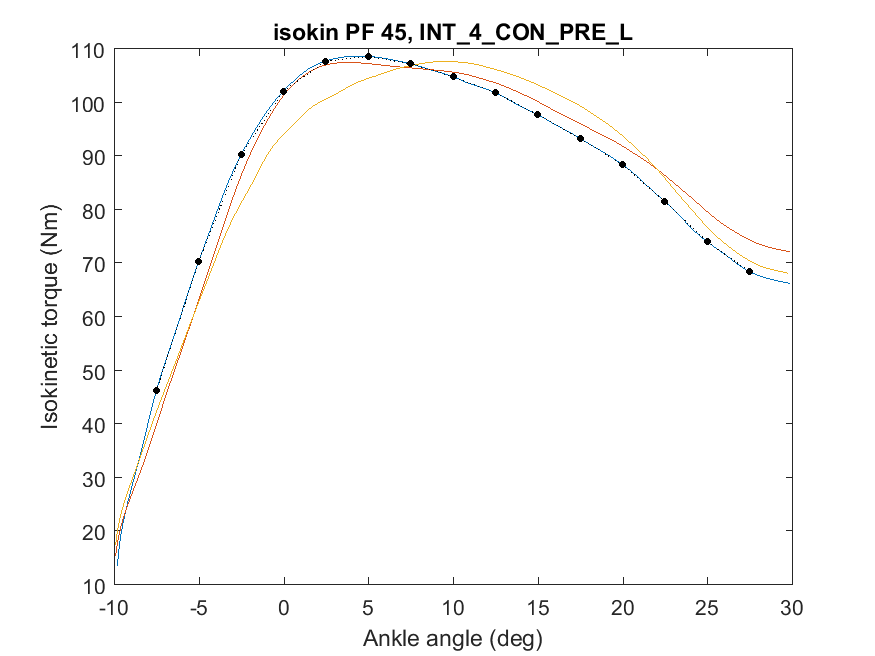 isokin PF 45, INT_4_CON_PRE_L
110
100
90
80
70
60
50
40
30
20
10
Isokinetic torque (Nm)
-10 -5 0 5 10 15 20 25 30
Ankle angle (deg)